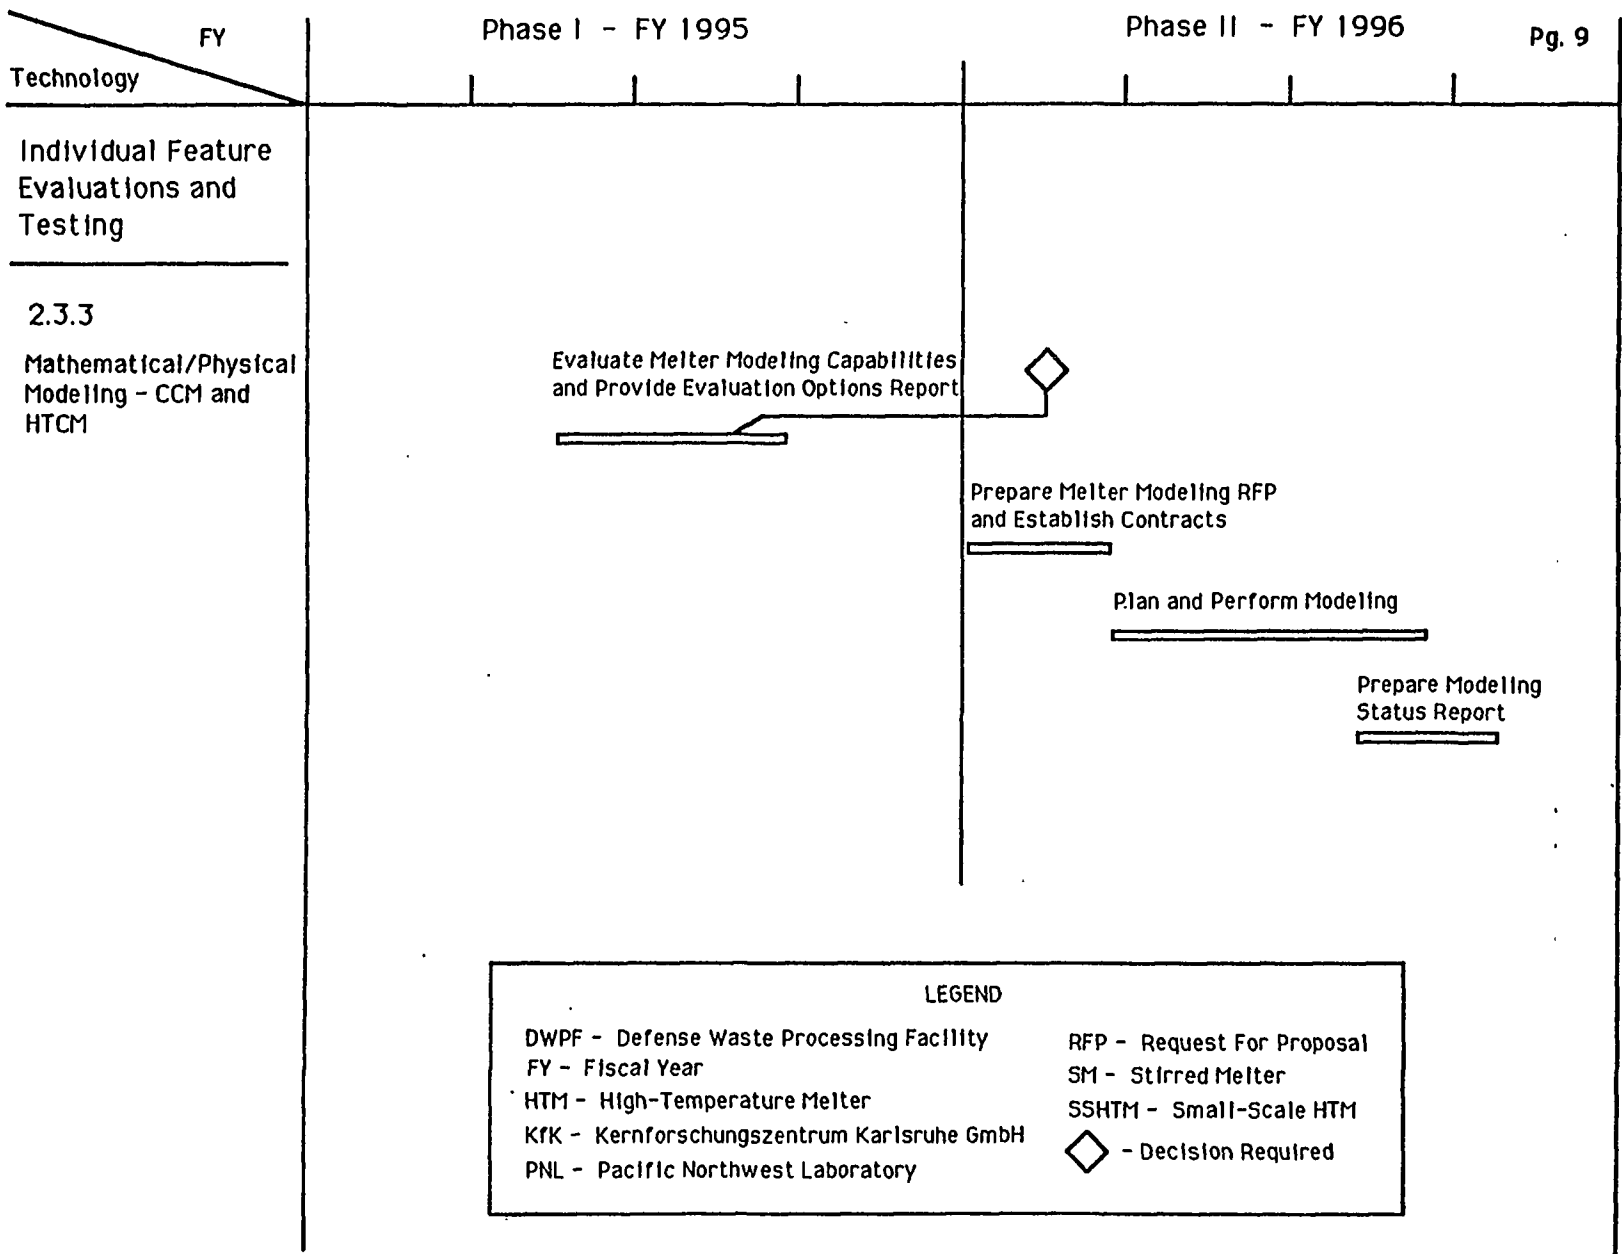 FY
Technology
Phase I - FY 1995
Phase II - FY 1996
Pg. 9
Individual Feature
Evaluations and
Testing
2.3.3
Mathematical/Physical
Modeling - CCM and
HTCM
Evaluate Melter Modeling Capabilities
and Provide Evaluation Options Report
Prepare Melter Modeling RFP
and Establish Contracts
Plan and Perform Modeling
Prepare Modeling
Status Report
LEGEND
DWPF - Defense Waste Processing Facility
FY - Fiscal Year
HTM - High-Temperature Melter
KfK - Kernforschungszentrum Karlsruhe GmbH
PNL - Pacific Northwest Laboratory
RFP - Request For Proposal
SM - Stirred Melter
SSHTM - Small-Scale HTM
- Decision Required